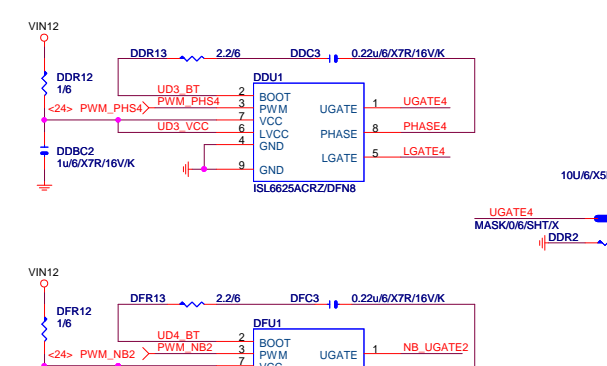 VIN12
DDR13 2.2/6 DDC3 0.22u/6/X7R/16V/K
DDR12
1/6
DDU1
UD3_BT 2 BOOT
<24> PWM_PHS4 PWM_PHS4 3 PWM UGATE 1 UGATE4
7 VCC
UD3_VCC 6 LVCC PHASE 8 PHASE4
4 GND
DDBC2
1u/6/X7R/16V/K
LGATE 5 LGATE4
9 GND
ISL6625ACRZ/DFN8
10U/6/X5
UGATE4
MASK/0/6/SHT/X
DDR2
VIN12
DFR13 2.2/6 DFC3 0.22u/6/X7R/16V/K
DFR12
1/6
DFU1
UD4_BT 2 BOOT
<24> PWM_NB2 PWM_NB2 3 PWM UGATE 1 NB_UGATE2
7 VCC